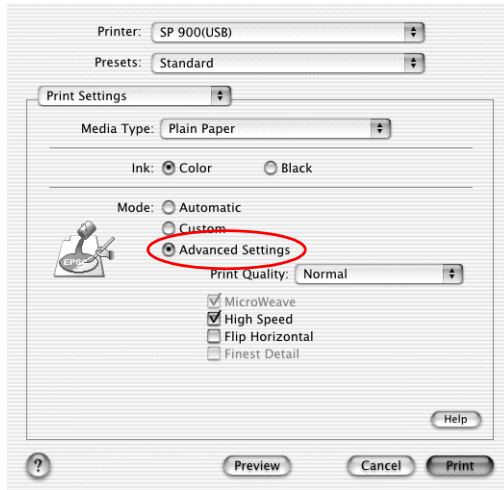 Printer: SP 900(USB)
Presets: Standard
Print Settings
Media Type: Plain Paper
Ink: Color Black
Mode: Automatic
Custom
Advanced Settings
Print Quality: Normal
MicroWeave
High Speed
Flip Horizontal
Finest Detail
Help
? Preview Cancel Print